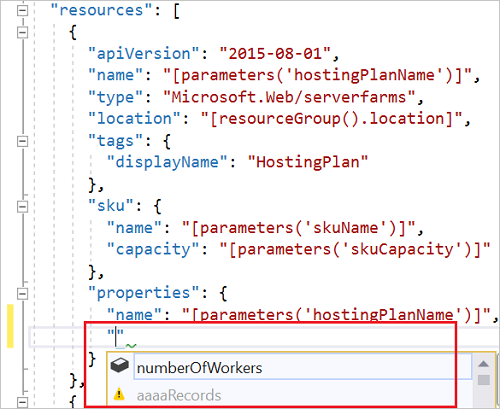 "resources": [
{
"apiVersion": "2015-08-01",
"name": "[parameters('hostingPlanName')]",
"type": "Microsoft.Web/serverfarms",
"location": "[resourceGroup().location]",
"tags": {
"displayName": "HostingPlan"
},
"sku": {
"name": "[parameters('skuName')]",
"capacity": "[parameters('skuCapacity')]"
},
"properties": {
"name": "[parameters('hostingPlanName')]",
""
}
numberOfWorkers
},
aaaaRecords
{